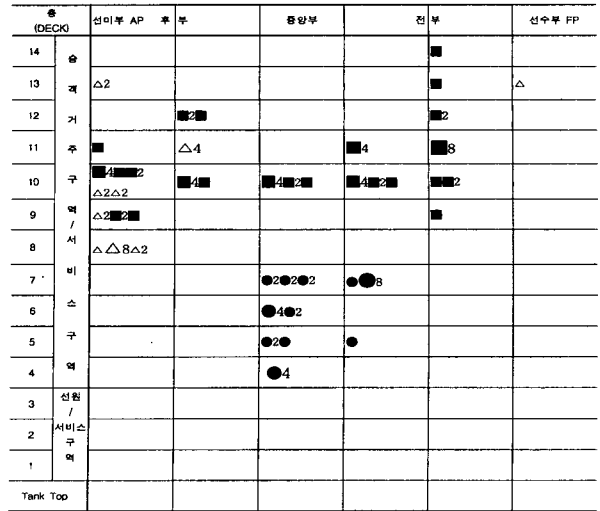 층 (DECK) 선미부 AP 후 부 중앙부 전 부 선수부 FP
14 ■
13 △2 ■ △
12 ■2■ ■2
11 ■ △4 ■4 ■8
10 ■4■■2 ■4■ ■4■2■ ■4■2■ ■■2
△2△2
9 △2■2■ ■
8 △△8△2
7 ●2●2●2 ●●8
6 ●4●2
5 ●2● ●
4 ●4
3
2
1
승객거주구역/서비스구역
선원/서비스구역
Tank Top